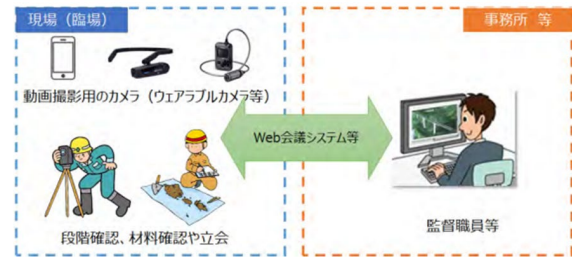 現場（臨場）
動画撮影用のカメラ（ウェアラブルカメラ等）
段階確認、材料確認や立会
Web会議システム等
事務所 等
監督職員等